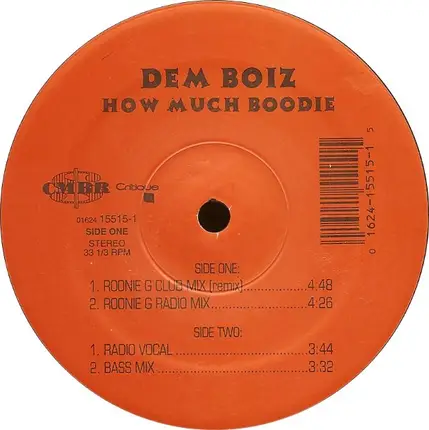 DEM BOIZ
HOW MUCH BOODIE
CMBR Critique
01624 15515-1
SIDE ONE
STEREO
33 1/3 RPM
0 1624-15515-1 5
SIDE ONE:
1. ROONIE G CLUB MIX (remix)..................4:48
2. ROONIE G RADIO MIX..........................4:26
SIDE TWO:
1. RADIO VOCAL....................................3:44
2. BASS MIX..........................................3:32